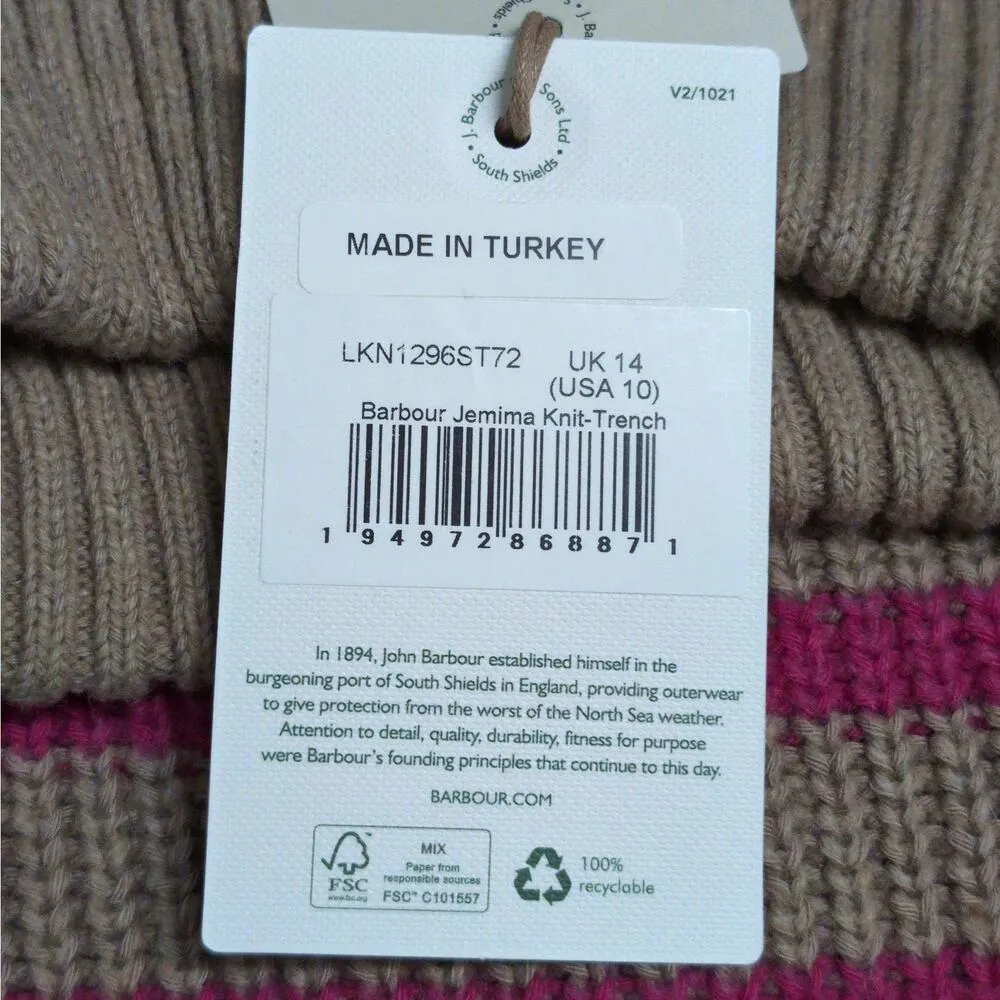 J. Barbour Sons Ltd
South Shields
V2/1021
MADE IN TURKEY
LKN1296ST72 UK 14
(USA 10)
Barbour Jemima Knit-Trench
1 94972 86887 1
In 1894, John Barbour established himself in the
burgeoning port of South Shields in England, providing outerwear
to give protection from the worst of the North Sea weather.
Attention to detail, quality, durability, fitness for purpose
were Barbour's founding principles that continue to this day.
BARBOUR.COM
FSC
www.fsc.org
MIX
Paper from
responsible sources
FSC™ C101557
100%
recyclable